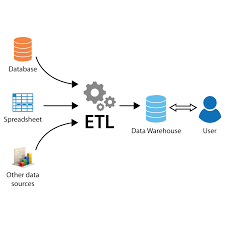 Database
Spreadsheet
Other data
sources
ETL
Data Warehouse
User